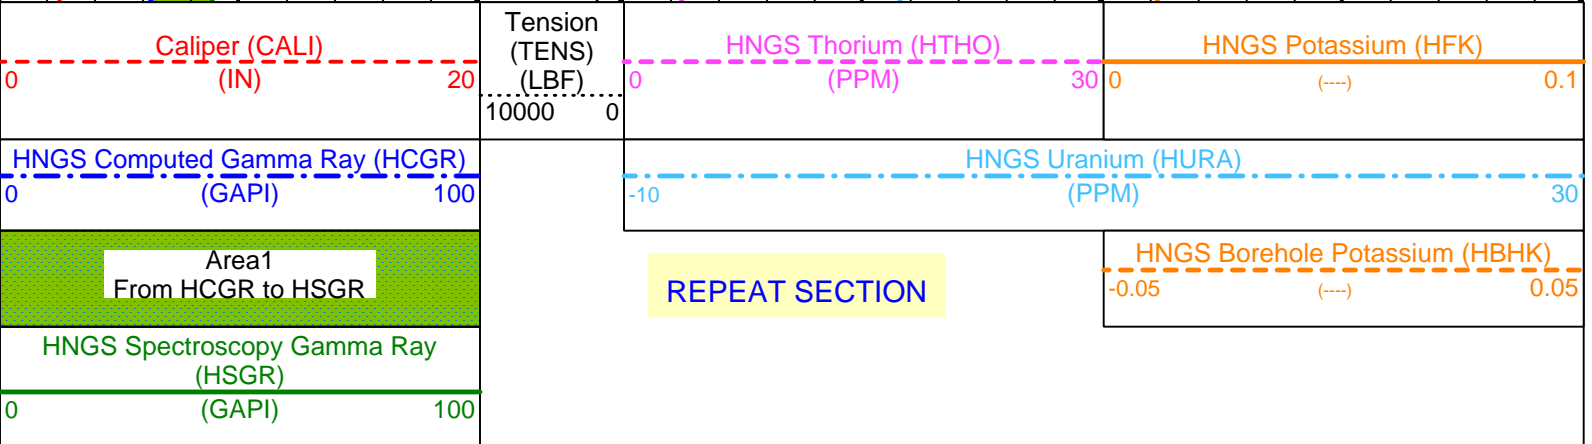 Caliper (CALI)
0 (IN) 20
Tension
(TENS)
(LBF)
10000 0
HNGS Thorium (HTHO)
0 (PPM) 30
HNGS Potassium (HFK)
0 (----) 0.1
HNGS Computed Gamma Ray (HCGR)
0 (GAPI) 100
HNGS Uranium (HURA)
-10 (PPM) 30
Area1
From HCGR to HSGR
REPEAT SECTION
HNGS Borehole Potassium (HBHK)
-0.05 (----) 0.05
HNGS Spectroscopy Gamma Ray
(HSGR)
0 (GAPI) 100